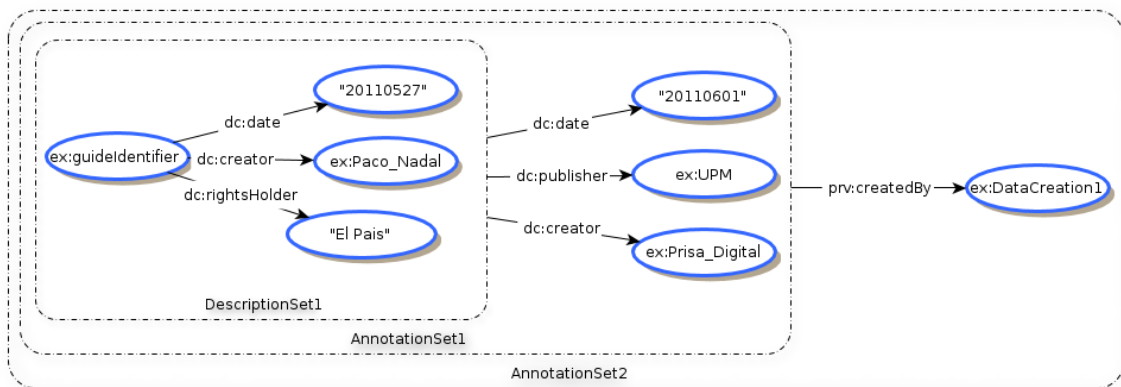 "20110527"
"20110601"
dc:date
dc:date
ex:guideIdentifier
dc:creator
ex:Paco_Nadal
dc:publisher
ex:UPM
prv:createdBy
ex:DataCreation1
dc:rightsHolder
"El Pais"
dc:creator
ex:Prisa_Digital
DescriptionSet1
AnnotationSet1
AnnotationSet2